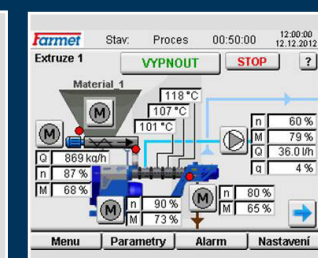 Farmet Stav: Proces 00:50:00 12:00:00
12.12.2012
Extruze 1 VYPNOUT STOP ?
Material_1
M
118 °C
107 °C
101 °C
M
Q 869 kg/h
n 87 %
M 68 %
n 60 %
M 79 %
Q 36.0 l/h
q 4 %
M
n 90 %
M 73 %
M
n 80 %
M 65 %
Menu Parametry Alarm Nastavení